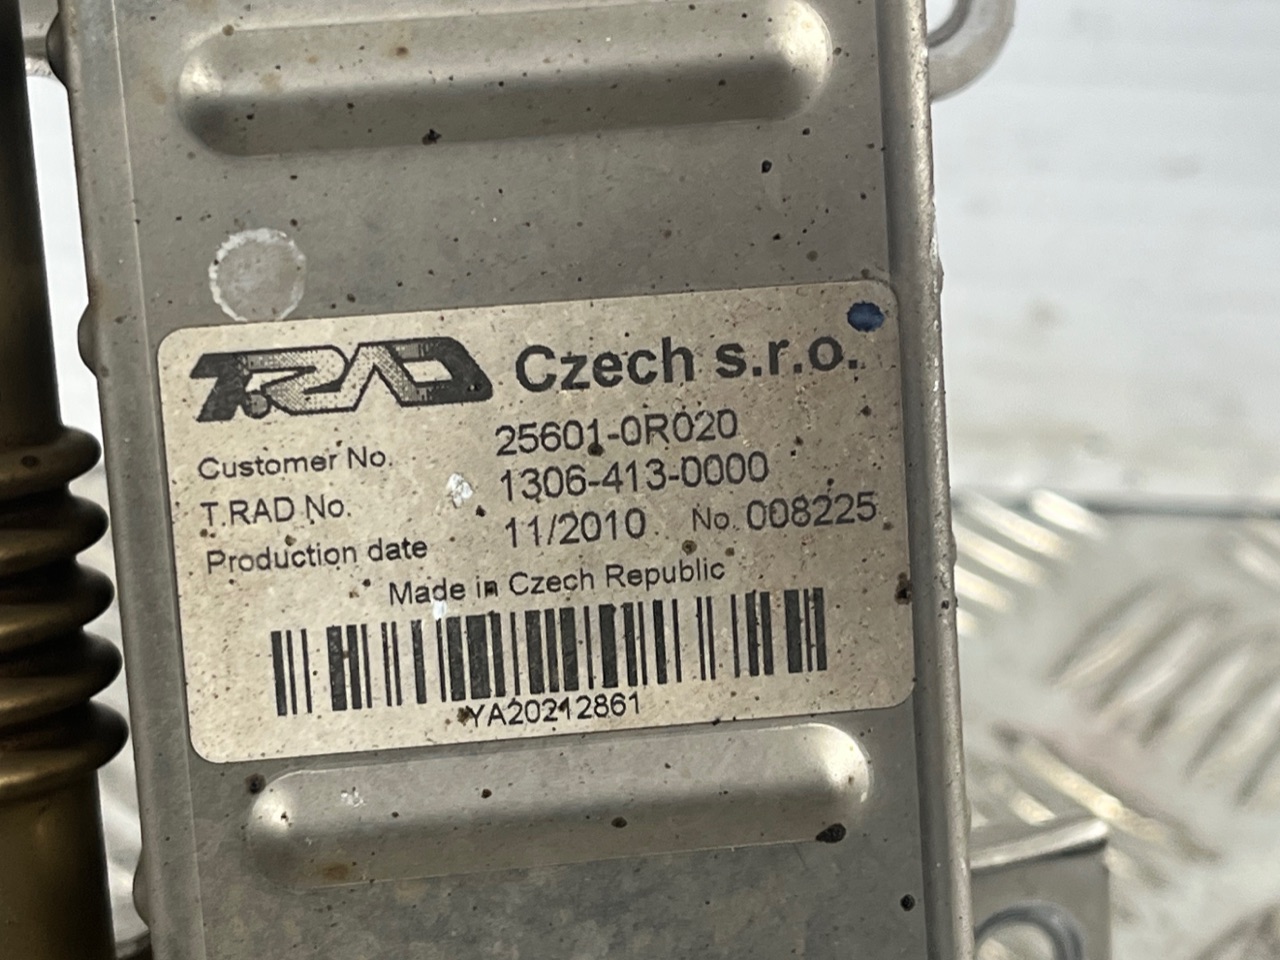 T.RAD Czech s.r.o.
Customer No. 25601-0R020
T.RAD No. 1306-413-0000
Production date 11/2010 No. 008225
Made in Czech Republic
YA20212861